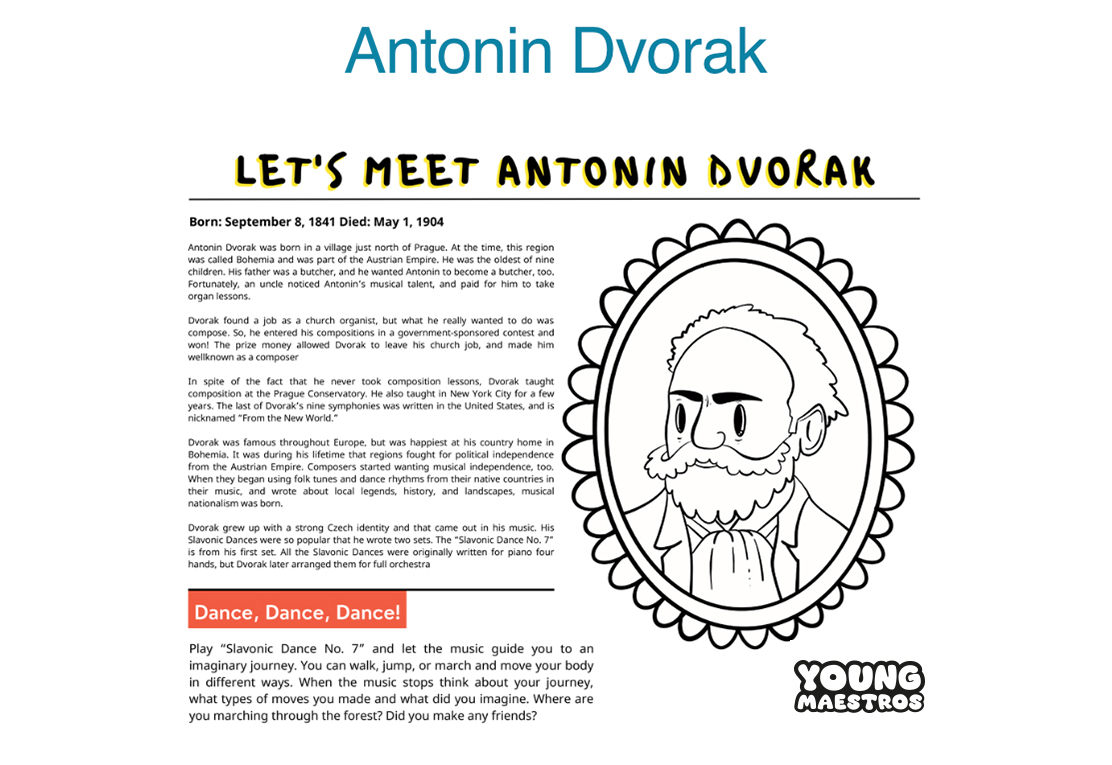 Antonin Dvorak
LET'S MEET ANTONIN DVORAK
Born: September 8, 1841 Died: May 1, 1904
Antonin Dvorak was born in a village just north of Prague. At the time, this region
was called Bohemia and was part of the Austrian Empire. He was the oldest of nine
children. His father was a butcher, and he wanted Antonin to become a butcher, too.
Fortunately, an uncle noticed Antonin's musical talent, and paid for him to take
organ lessons.
Dvorak found a job as a church organist, but what he really wanted to do was
compose. So, he entered his compositions in a government-sponsored contest and
won! The prize money allowed Dvorak to leave his church job, and made him
wellknown as a composer
In spite of the fact that he never took composition lessons, Dvorak taught
composition at the Prague Conservatory. He also taught in New York City for a few
years. The last of Dvorak's nine symphonies was written in the United States, and is
nicknamed "From the New World."
Dvorak was famous throughout Europe, but was happiest at his country home in
Bohemia. It was during his lifetime that regions fought for political independence
from the Austrian Empire. Composers started wanting musical independence, too.
When they began using folk tunes and dance rhythms from their native countries in
their music, and wrote about local legends, history, and landscapes, musical
nationalism was born.
Dvorak grew up with a strong Czech identity and that came out in his music. His
Slavonic Dances were so popular that he wrote two sets. The "Slavonic Dance No. 7"
is from his first set. All the Slavonic Dances were originally written for piano four
hands, but Dvorak later arranged them for full orchestra
Dance, Dance, Dance!
Play "Slavonic Dance No. 7" and let the music guide you to an
imaginary journey. You can walk, jump, or march and move your body
in different ways. When the music stops think about your journey,
what types of moves you made and what did you imagine. Where are
you marching through the forest? Did you make any friends?
YOUNG
MAESTROS